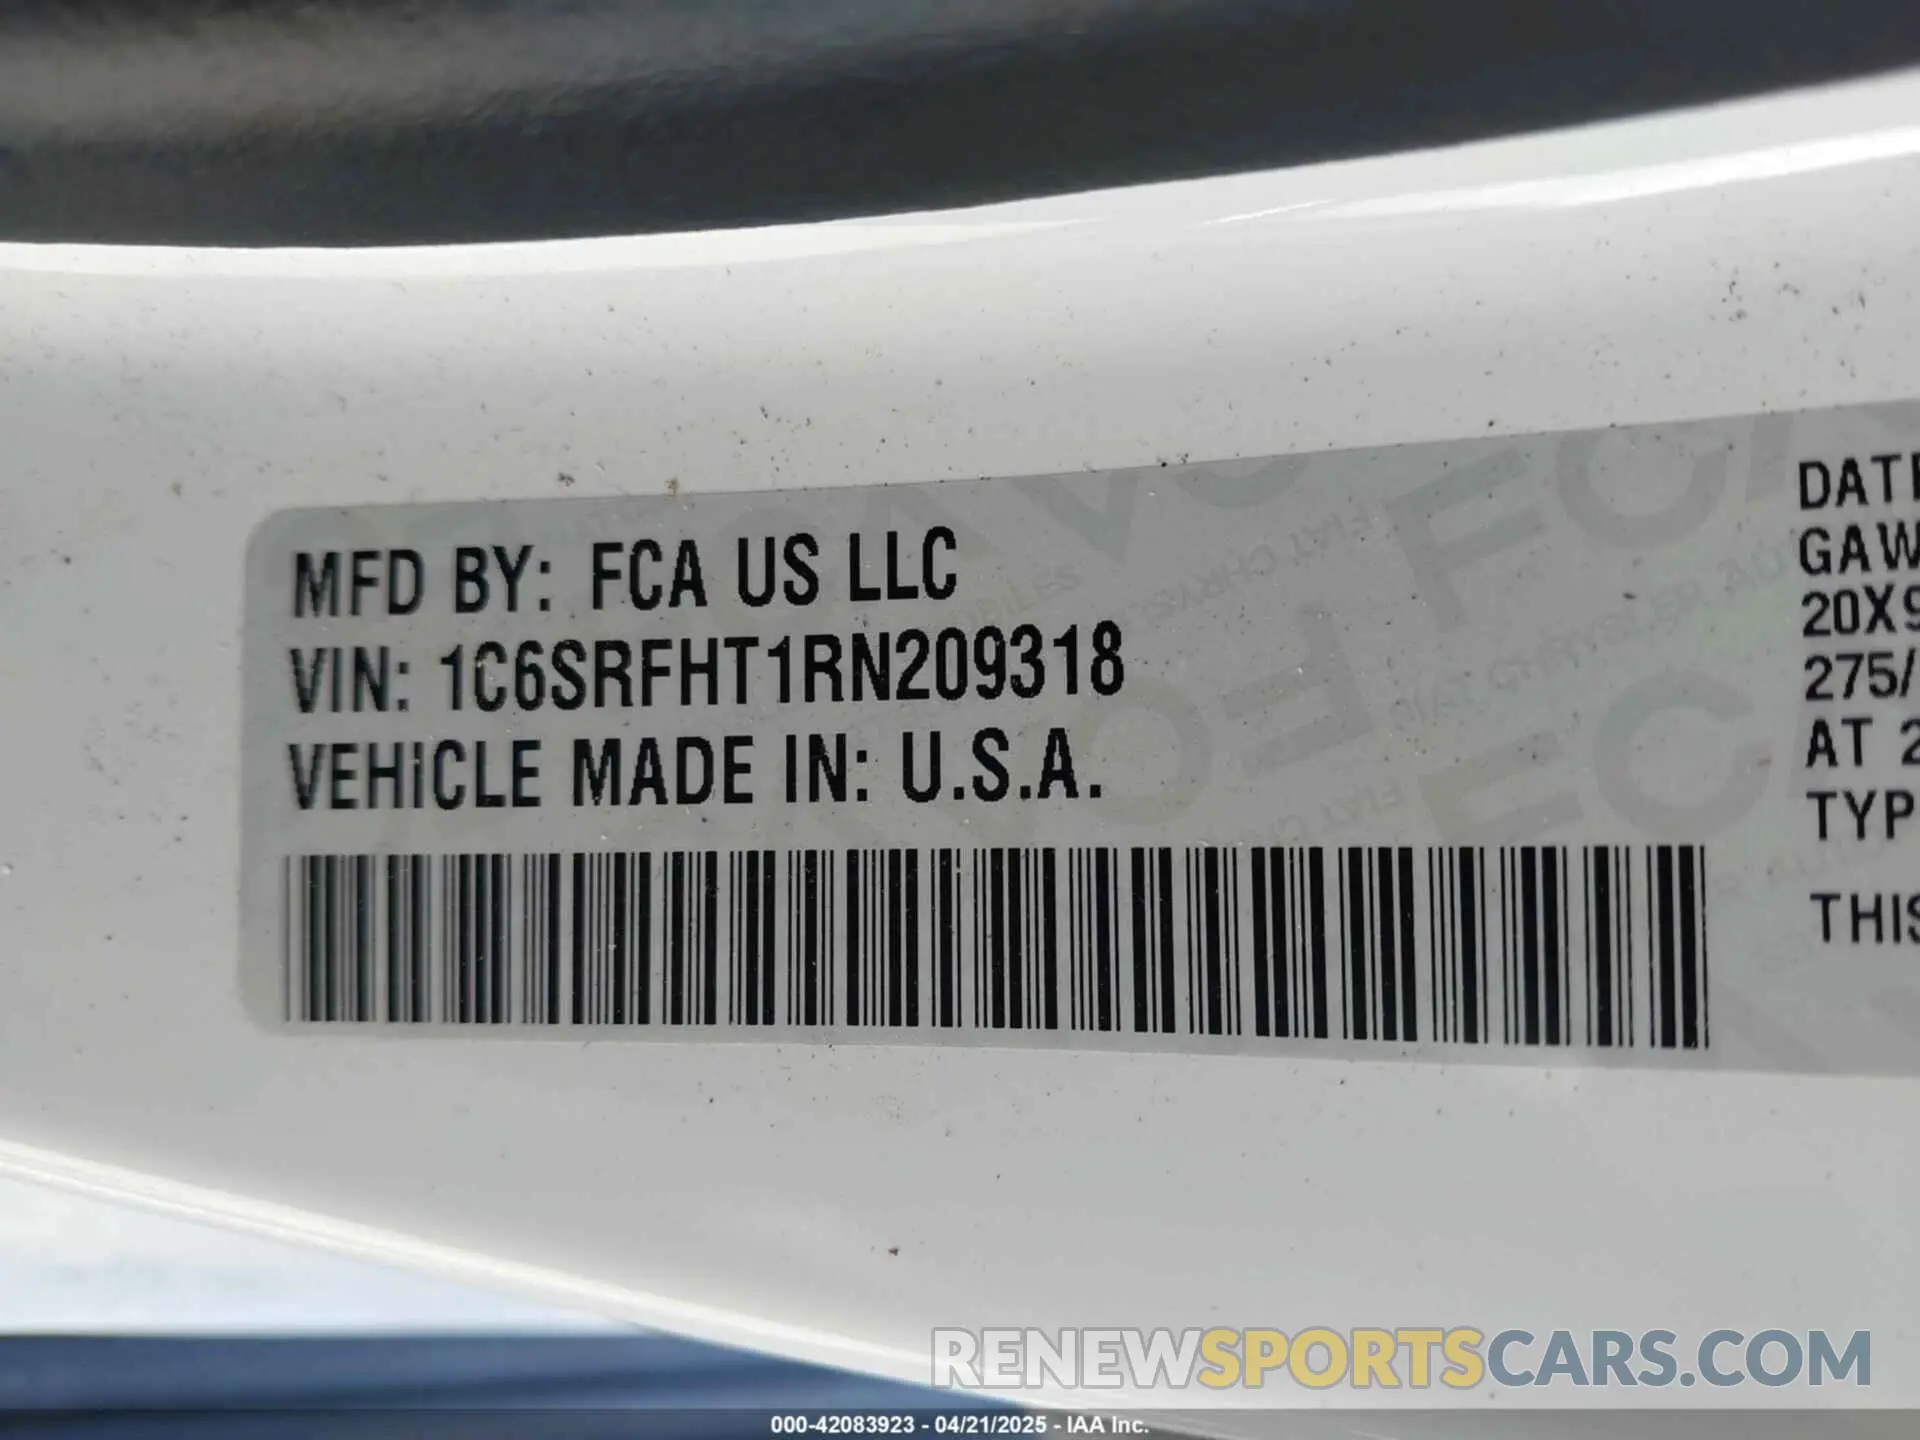 MFD BY: FCA US LLC
VIN: 1C6SRFHT1RN209318
VEHICLE MADE IN: U.S.A.
DATE
GAW
20X9
275/
AT 2
TYP
THIS
RENEWSPORTSCARS.COM
000-42083923 - 04/21/2025 - IAA Inc.